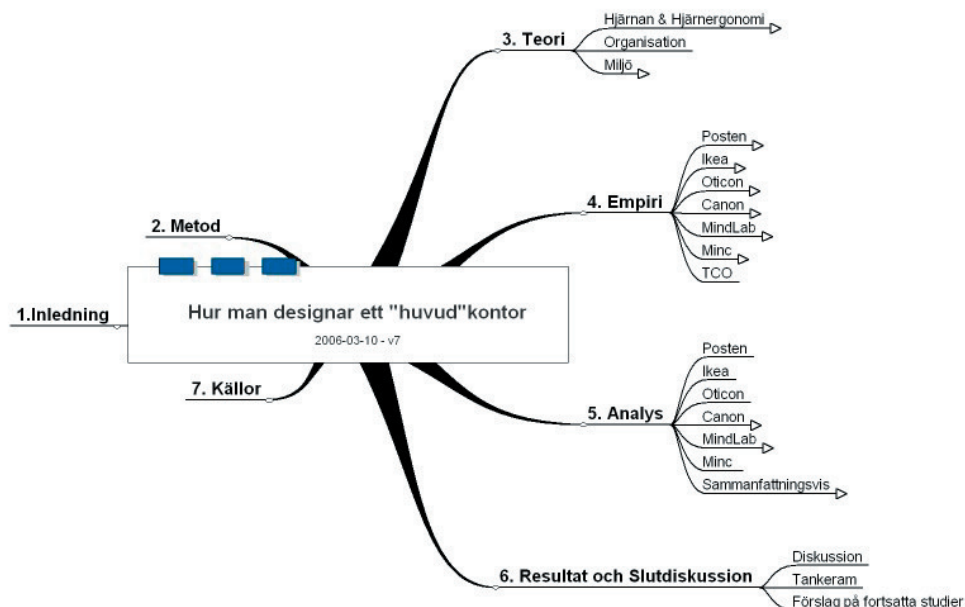 Hur man designar ett "huvud"kontor
2006-03-10 - v7
1.Inledning
2. Metod
3. Teori
Hjärnan & Hjärnergonomi
Organisation
Miljö
4. Empiri
Posten
Ikea
Oticon
Canon
MindLab
Minc
TCO
5. Analys
Posten
Ikea
Oticon
Canon
MindLab
Minc
Sammanfattningsvis
6. Resultat och Slutdiskussion
Diskussion
Tankeram
Förslag på fortsatta studier
7. Källor